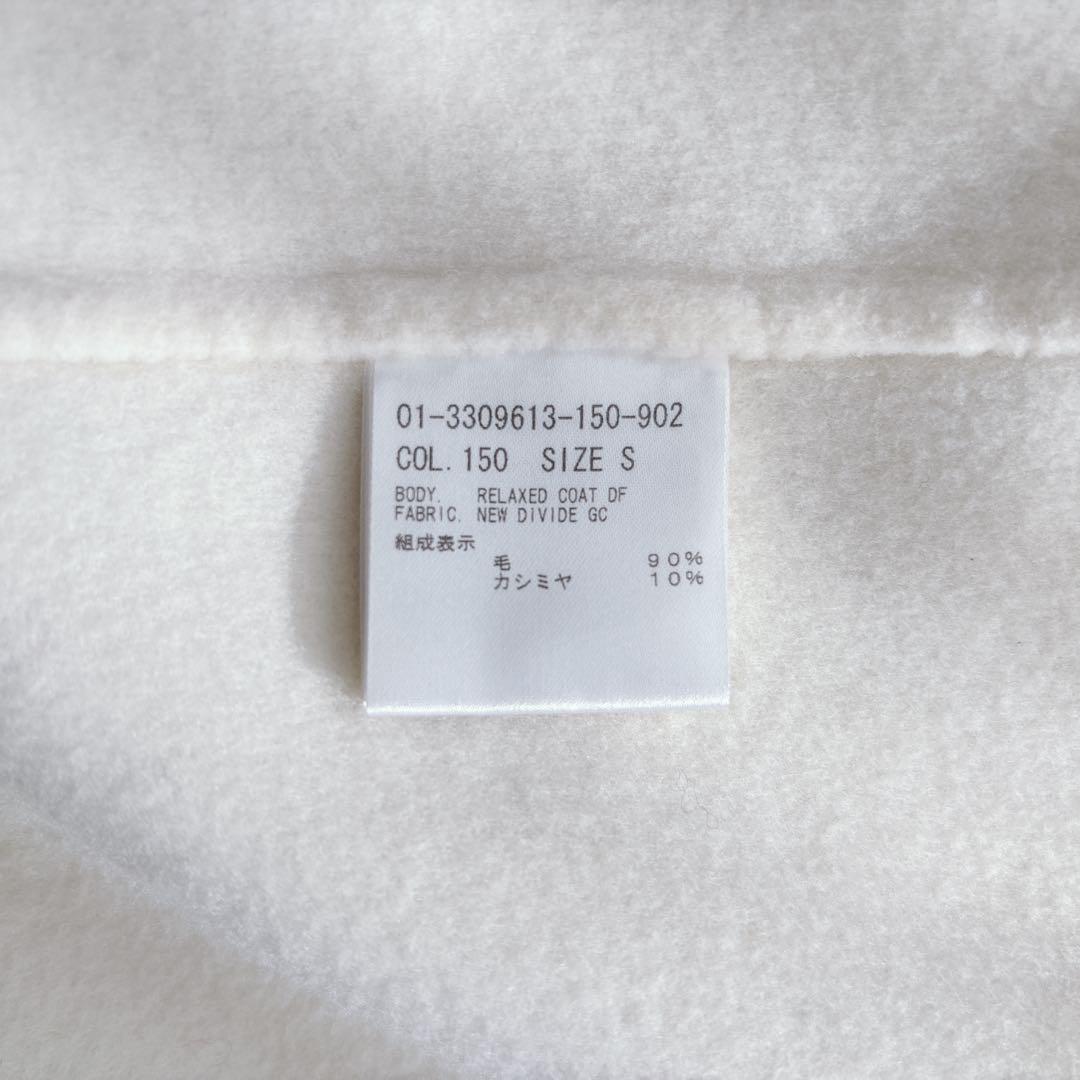 01-3309613-150-902
COL. 150 SIZE S
BODY. RELAXED COAT DF
FABRIC. NEW DIVIDE GC
組成表示
毛 90%
カシミヤ 10%